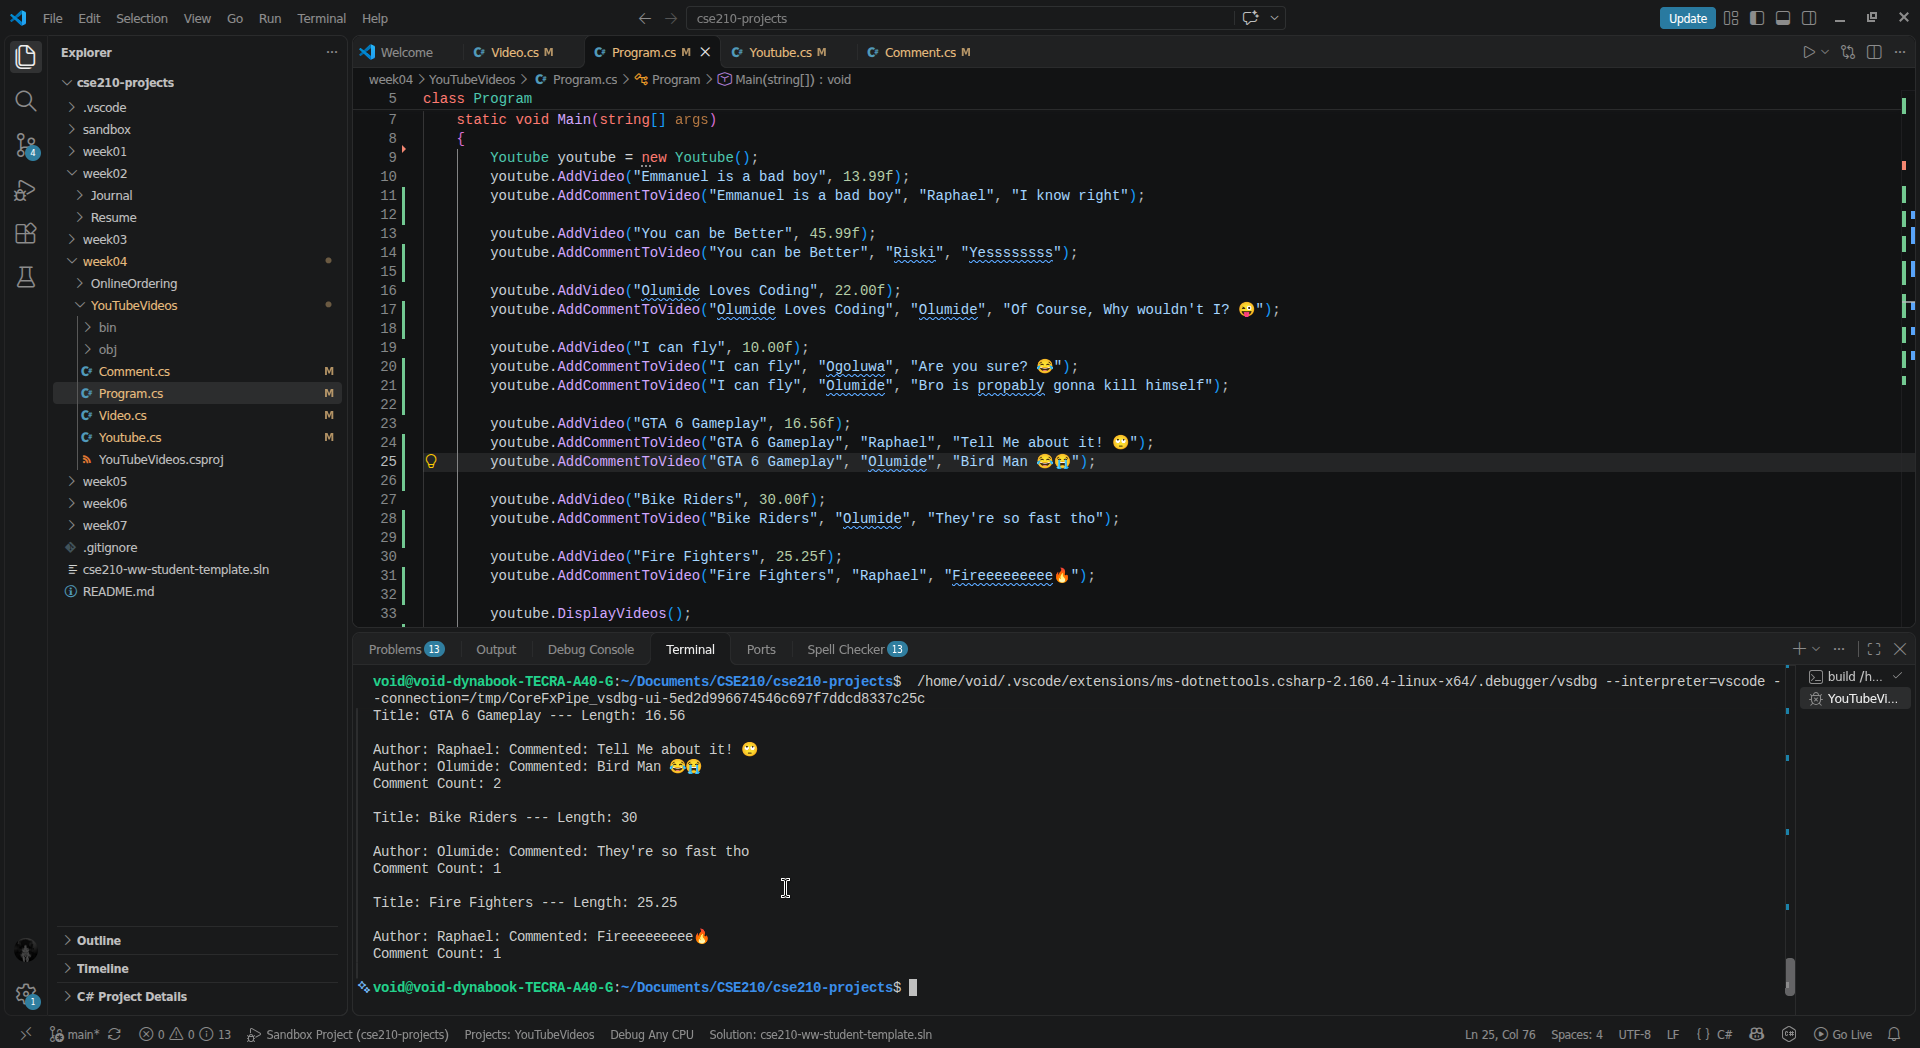 File Edit Selection View Go Run Terminal Help
cse210-projects
Update
Explorer
cse210-projects
.vscode
sandbox
week01
week02
Journal
Resume
week03
week04
OnlineOrdering
YouTubeVideos
bin
obj
Comment.cs M
Program.cs M
Video.cs M
Youtube.cs M
YouTubeVideos.csproj
week05
week06
week07
.gitignore
cse210-ww-student-template.sln
README.md
Outline
Timeline
C# Project Details
4
1
Welcome Video.cs M Program.cs M Youtube.cs M Comment.cs M
week04 > YouTubeVideos > Program.cs > Program > Main(string[]) : void
5 class Program
7 static void Main(string[] args)
8 {
9 Youtube youtube = new Youtube();
10 youtube.AddVideo("Emmanuel is a bad boy", 13.99f);
11 youtube.AddCommentToVideo("Emmanuel is a bad boy", "Raphael", "I know right");
12
13 youtube.AddVideo("You can be Better", 45.99f);
14 youtube.AddCommentToVideo("You can be Better", "Riski", "Yesssssssss");
15
16 youtube.AddVideo("Olumide Loves Coding", 22.00f);
17 youtube.AddCommentToVideo("Olumide Loves Coding", "Olumide", "Of Course, Why wouldn't I? 😜");
18
19 youtube.AddVideo("I can fly", 10.00f);
20 youtube.AddCommentToVideo("I can fly", "Ogoluwa", "Are you sure? 😂");
21 youtube.AddCommentToVideo("I can fly", "Olumide", "Bro is propably gonna kill himself");
22
23 youtube.AddVideo("GTA 6 Gameplay", 16.56f);
24 youtube.AddCommentToVideo("GTA 6 Gameplay", "Raphael", "Tell Me about it! 🙄");
25 youtube.AddCommentToVideo("GTA 6 Gameplay", "Olumide", "Bird Man 😂😭");
26
27 youtube.AddVideo("Bike Riders", 30.00f);
28 youtube.AddCommentToVideo("Bike Riders", "Olumide", "They're so fast tho");
29
30 youtube.AddVideo("Fire Fighters", 25.25f);
31 youtube.AddCommentToVideo("Fire Fighters", "Raphael", "Fireeeeeeeee🔥");
32
33 youtube.DisplayVideos();
Problems 13 Output Debug Console Terminal Ports Spell Checker 13
void@void-dynabook-TECRA-A40-G:~/Documents/CSE210/cse210-projects$ /home/void/.vscode/extensions/ms-dotnettools.csharp-2.160.4-linux-x64/.debugger/vsdbg --interpreter=vscode -
-connection=/tmp/CoreFxPipe_vsdbg-ui-5ed2d996674546c697f7ddcd8337c25c
Title: GTA 6 Gameplay --- Length: 16.56
Author: Raphael: Commented: Tell Me about it! 🙄
Author: Olumide: Commented: Bird Man 😂😭
Comment Count: 2
Title: Bike Riders --- Length: 30
Author: Olumide: Commented: They're so fast tho
Comment Count: 1
Title: Fire Fighters --- Length: 25.25
Author: Raphael: Commented: Fireeeeeeeee🔥
Comment Count: 1
void@void-dynabook-TECRA-A40-G:~/Documents/CSE210/cse210-projects$
build /h...
YouTubeVi...
main* 0 0 13 Sandbox Project (cse210-projects) Projects: YouTubeVideos Debug Any CPU Solution: cse210-ww-student-template.sln Ln 25, Col 76 Spaces: 4 UTF-8 LF { } C# Go Live